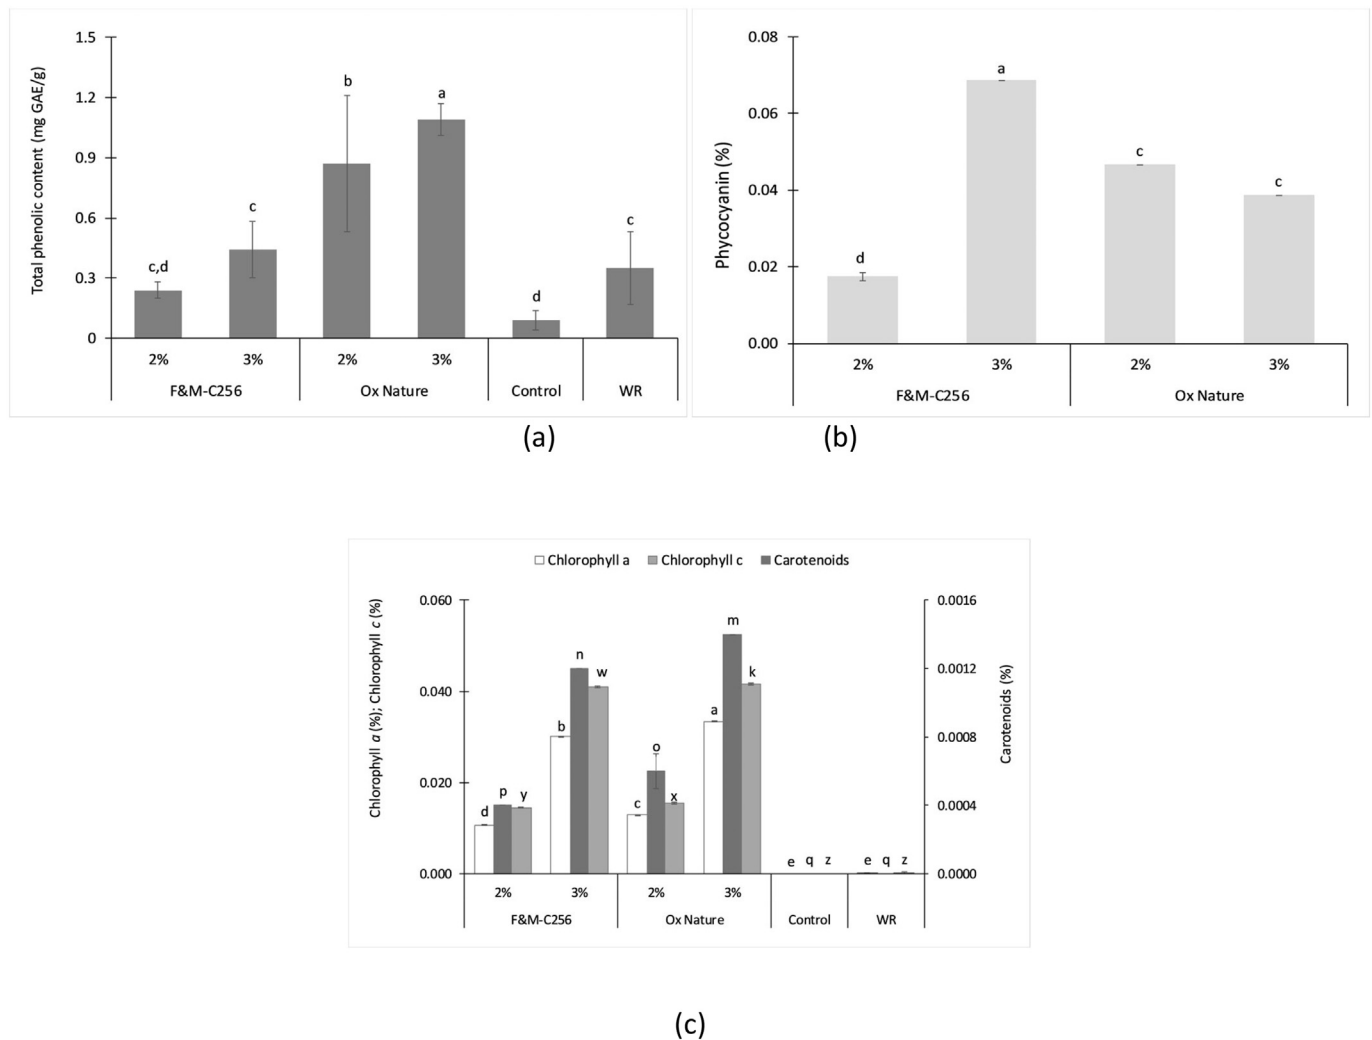 1.5
1.2
0.9
0.6
0.3
0
Total phenolic content (mg GAE/g)
c,d
c
b
a
d
c
2%
3%
2%
3%
F&M-C256
Ox Nature
Control
WR
(a)
0.08
0.06
0.04
0.02
0.00
Phycocyanin (%)
d
a
c
c
2%
3%
2%
3%
F&M-C256
Ox Nature
(b)
Chlorophyll a
Chlorophyll c
Carotenoids
Chlorophyll a (%); Chlorophyll c (%)
0.060
0.040
0.020
0.000
d
p
y
b
n
w
c
o
x
a
m
k
e
q
z
e
q
z
0.0016
0.0012
0.0008
0.0004
0.0000
Carotenoids (%)
2%
3%
2%
3%
F&M-C256
Ox Nature
Control
WR
(c)